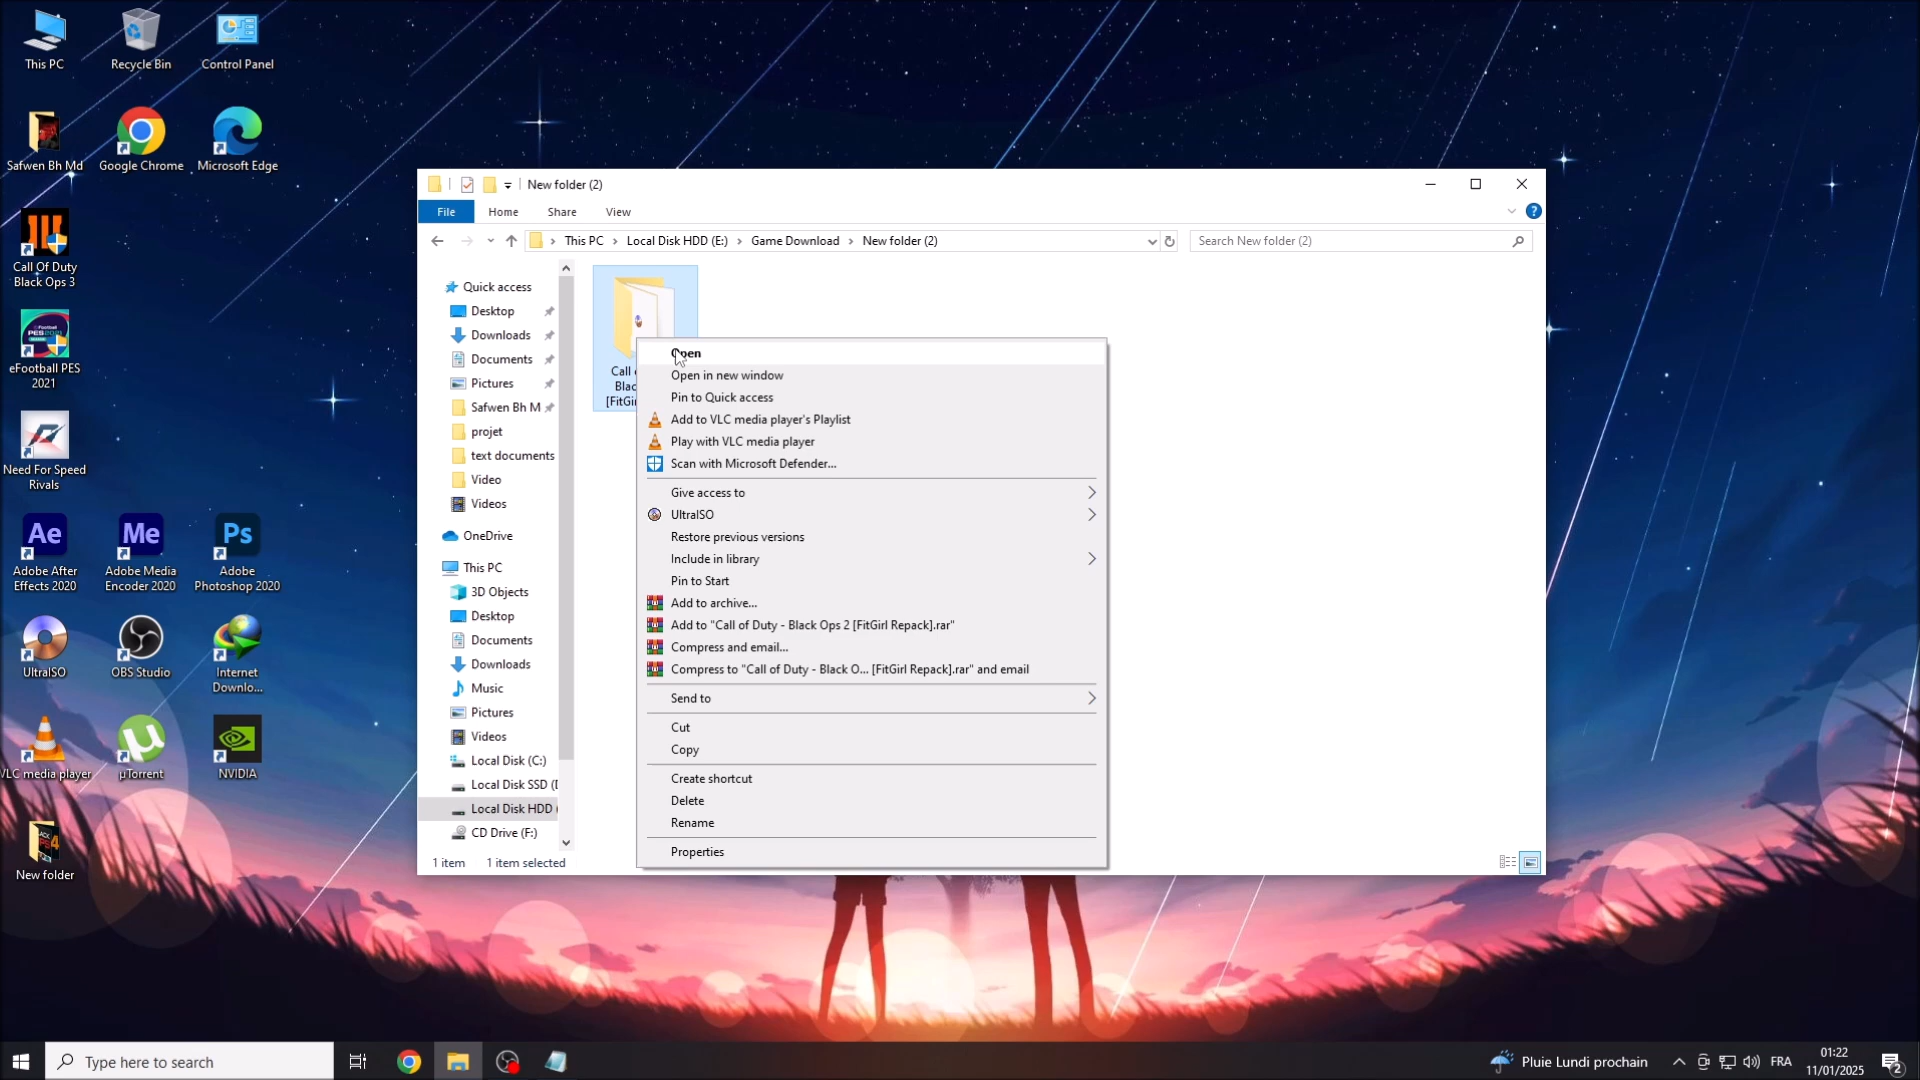 This PC
Recycle Bin
Control Panel
Safwen Bh Md
Google Chrome
Microsoft Edge
Call Of Duty
Black Ops 3
eFootball PES
2021
Need For Speed
Rivals
Ae
Adobe After
Effects 2020
Me
Adobe Media
Encoder 2020
Ps
Adobe
Photoshop 2020
UltraISO
OBS Studio
Internet
Downlo...
VLC media player
µTorrent
NVIDIA
New folder
New folder (2)
File
Home
Share
View
This PC
Local Disk HDD (E:)
Game Download
New folder (2)
Search New folder (2)
Quick access
Desktop
Downloads
Documents
Pictures
Safwen Bh M
projet
text documents
Video
Videos
OneDrive
This PC
3D Objects
Desktop
Documents
Downloads
Music
Pictures
Videos
Local Disk (C:)
Local Disk SSD (
Local Disk HDD (
CD Drive (F:)
1 item
1 item selected
Call
Blac
[FitGi
Open
Open in new window
Pin to Quick access
Add to VLC media player's Playlist
Play with VLC media player
Scan with Microsoft Defender...
Give access to
UltraISO
Restore previous versions
Include in library
Pin to Start
Add to archive...
Add to "Call of Duty - Black Ops 2 [FitGirl Repack].rar"
Compress and email...
Compress to "Call of Duty - Black O... [FitGirl Repack].rar" and email
Send to
Cut
Copy
Create shortcut
Delete
Rename
Properties
Type here to search
Pluie Lundi prochain
FRA
01:22
11/01/2025
2